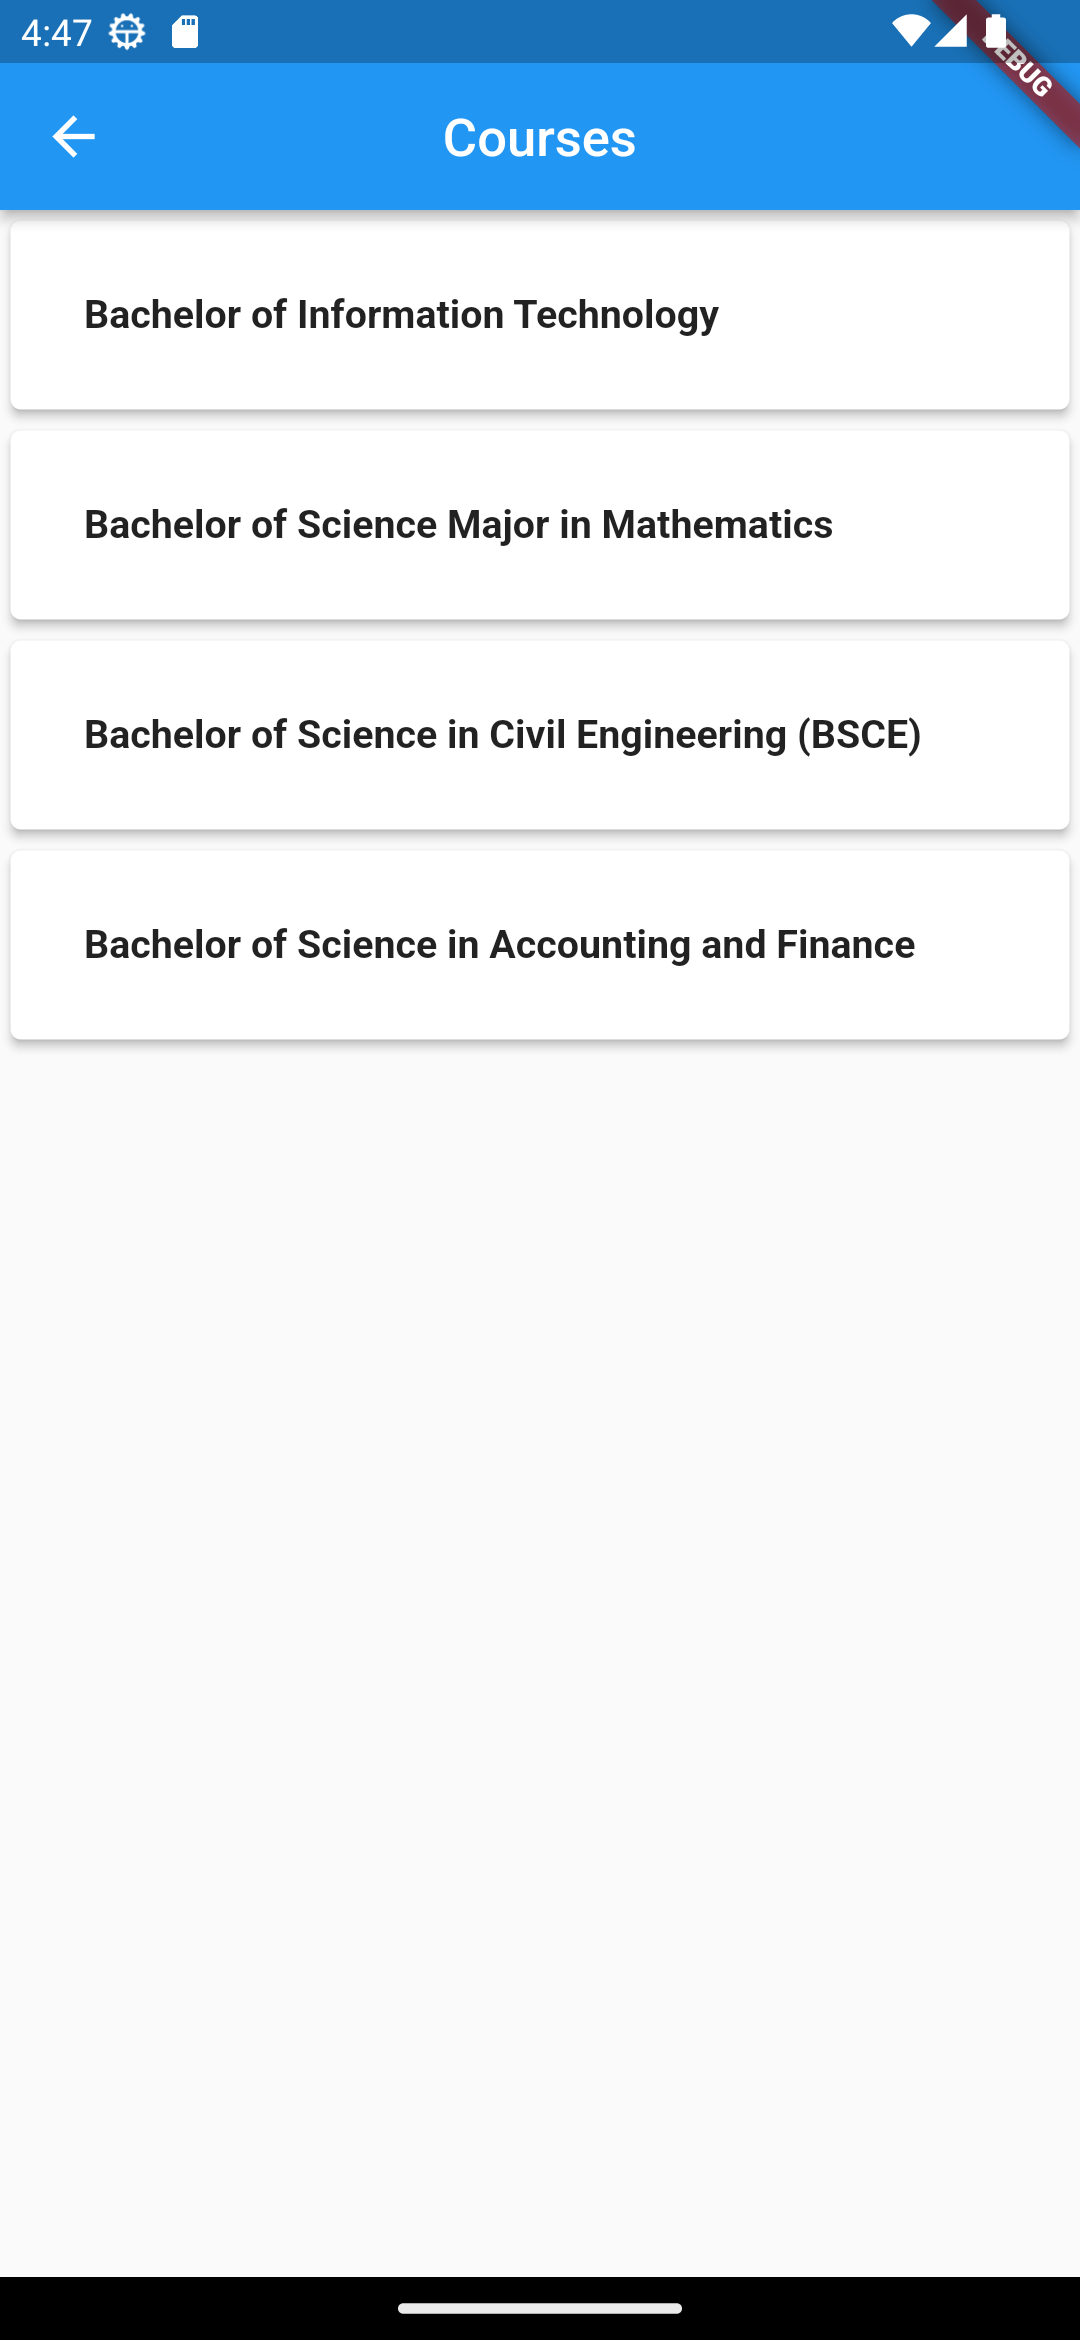 4:47
DEBUG
Courses
Bachelor of Information Technology
Bachelor of Science Major in Mathematics
Bachelor of Science in Civil Engineering (BSCE)
Bachelor of Science in Accounting and Finance